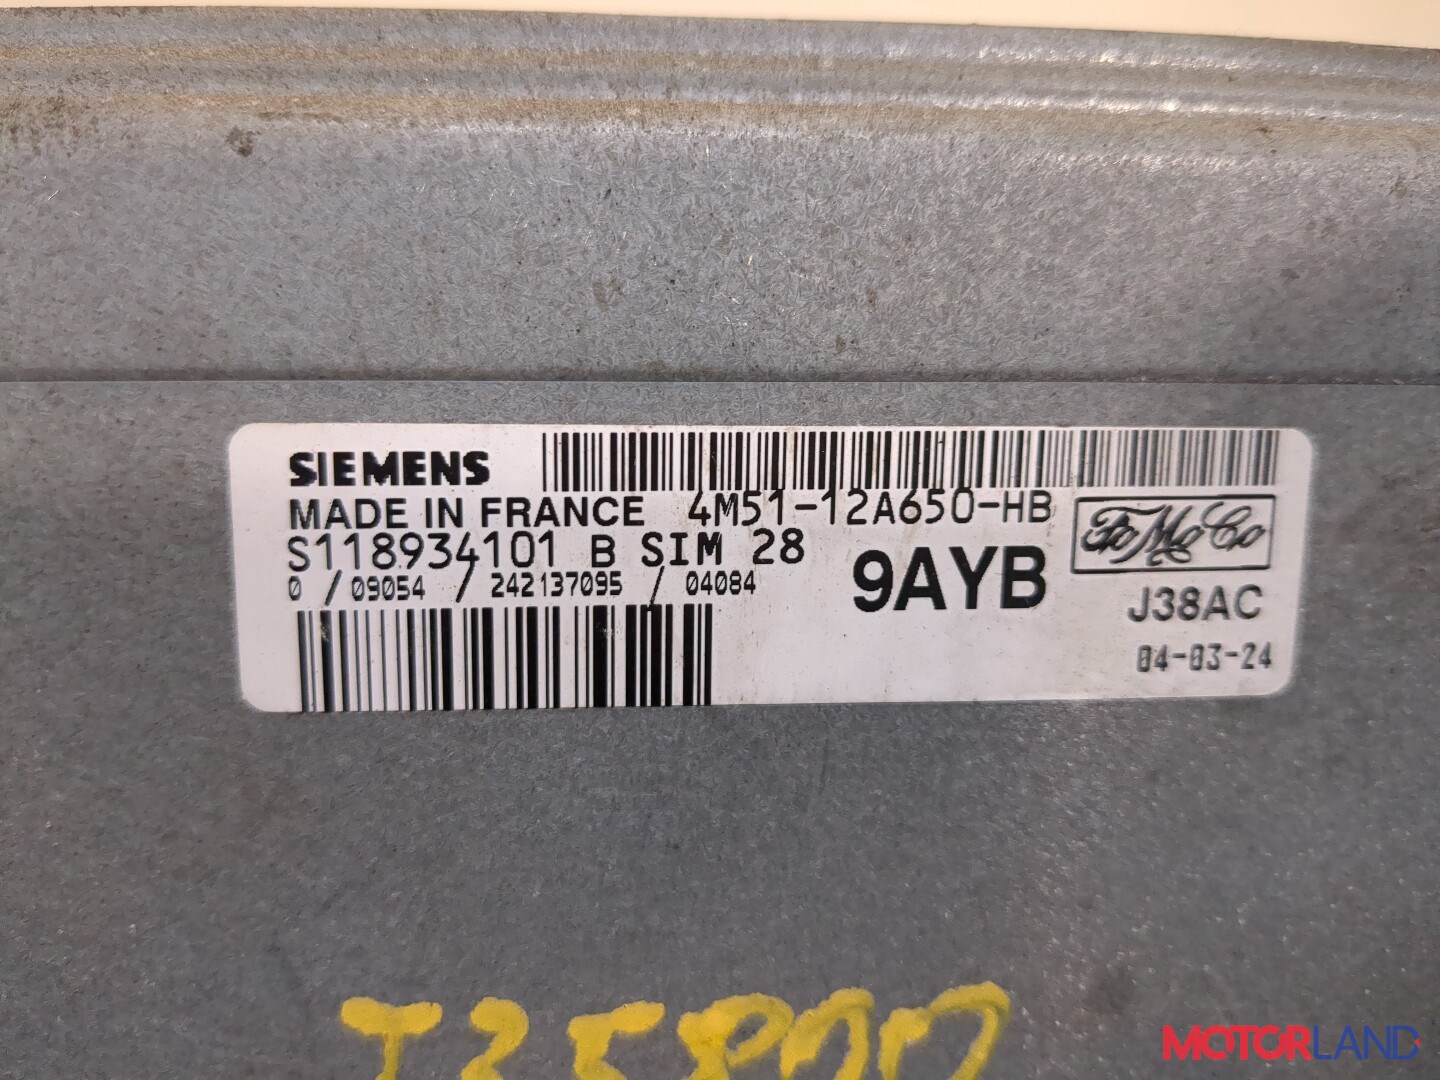 SIEMENS
MADE IN FRANCE 4M51-12A650-HB
S118934101 B SIM 28
0 / 09054 / 242137095 / 04084
9AYB
FoMoCo
J38AC
04-03-24
MOTORLAND